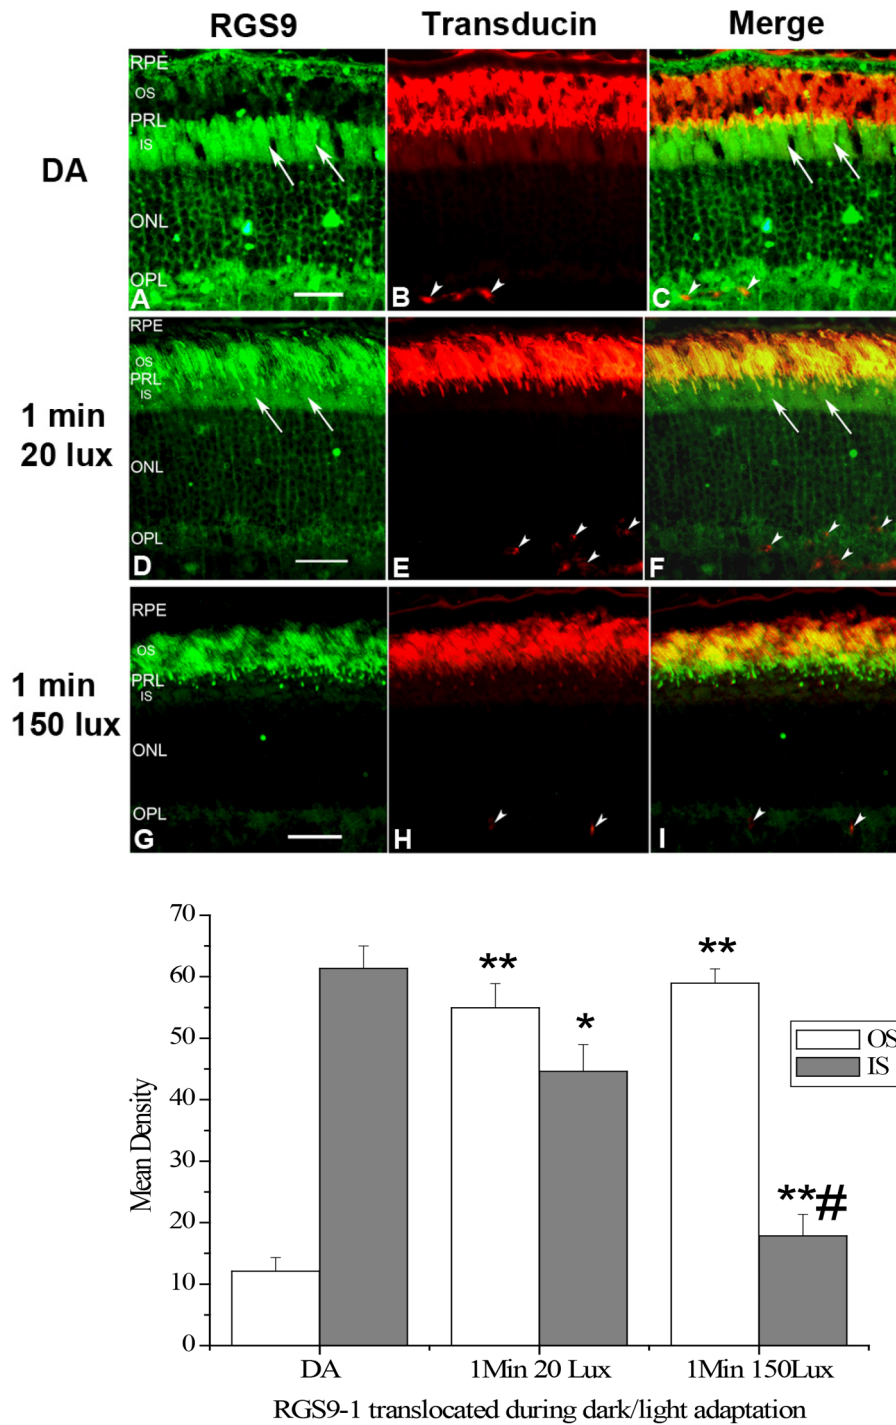 RGS9 Transducin Merge
DA
RPE
OS
PRL
IS
ONL
OPL
A B C
1 min
20 lux
RPE
OS
PRL
IS
ONL
OPL
D E F
1 min
150 lux
RPE
OS
PRL
IS
ONL
OPL
G H I
70
60
50
40
30
20
10
0
Mean Density
** * ** **#
OS
IS
DA 1Min 20 Lux 1Min 150Lux
RGS9-1 translocated during dark/light adaptation